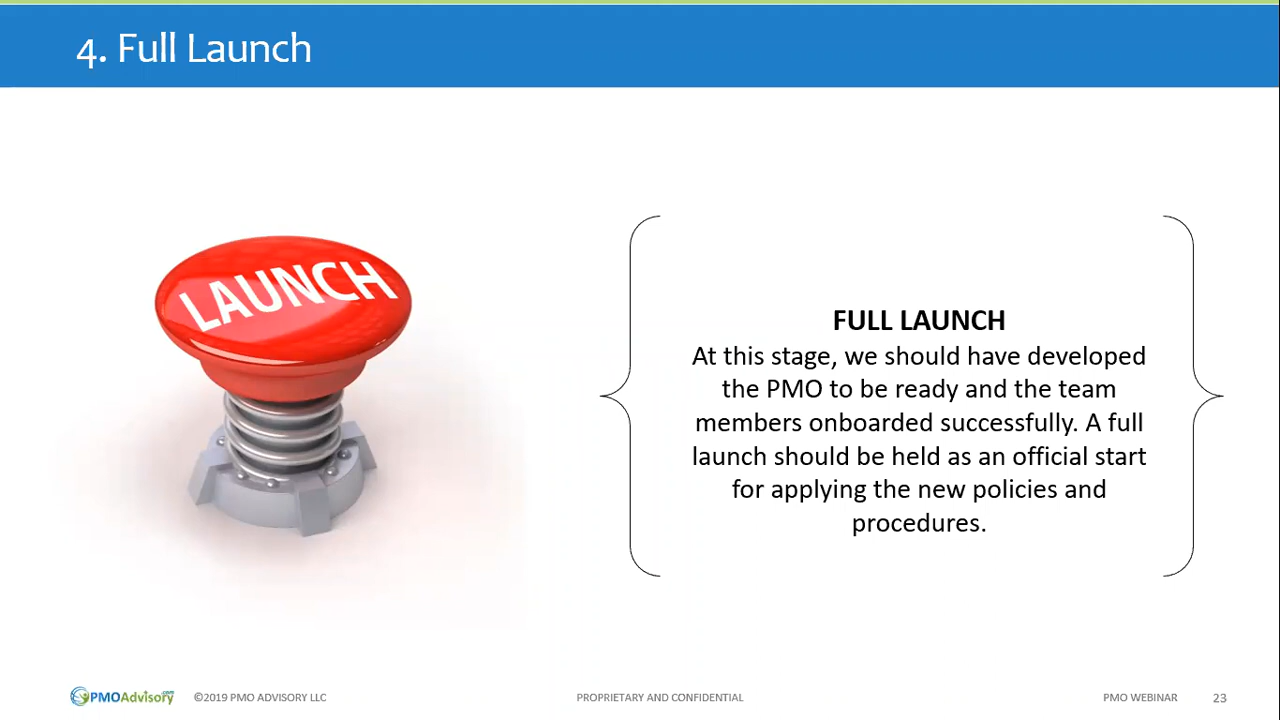 4. Full Launch
LAUNCH
FULL LAUNCH
At this stage, we should have developed
the PMO to be ready and the team
members onboarded successfully. A full
launch should be held as an official start
for applying the new policies and
procedures.
PMOAdvisory.com
©2019 PMO ADVISORY LLC
PROPRIETARY AND CONFIDENTIAL
PMO WEBINAR
23